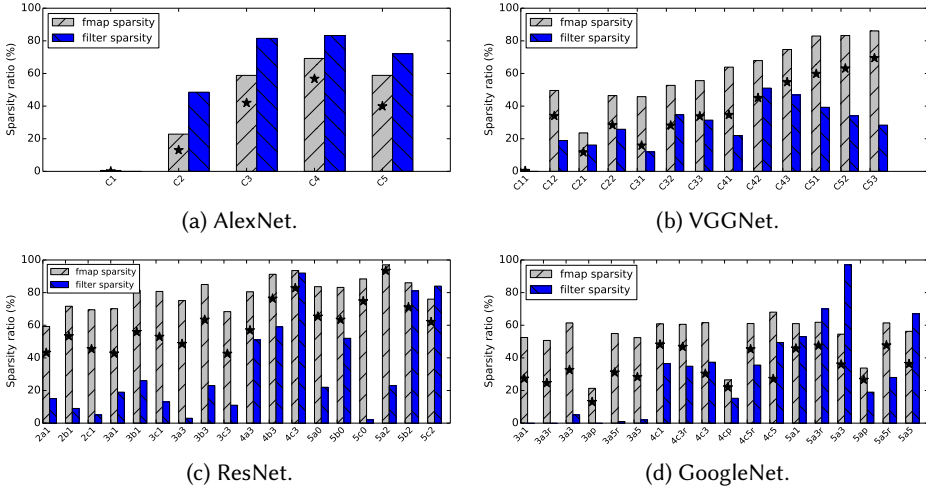 fmap sparsity
filter sparsity
Sparsity ratio (%)
100
80
60
40
20
0
C1
C2
C3
C4
C5
(a) AlexNet.
fmap sparsity
filter sparsity
Sparsity ratio (%)
100
80
60
40
20
0
C11
C12
C21
C22
C31
C32
C33
C41
C42
C43
C51
C52
C53
(b) VGGNet.
fmap sparsity
filter sparsity
Sparsity ratio (%)
100
80
60
40
20
0
2a1
2b1
2c1
3a1
3b1
3c1
3a3
3b3
3c3
4a3
4b3
4c3
5a0
5b0
5c0
5a2
5b2
5c2
(c) ResNet.
fmap sparsity
filter sparsity
Sparsity ratio (%)
100
80
60
40
20
0
3a1
3a3r
3a3
3ap
3a5r
3a5
4c1
4c3r
4c3
4cp
4c5r
4c5
5a1
5a3r
5a3
5ap
5a5r
5a5
(d) GoogleNet.